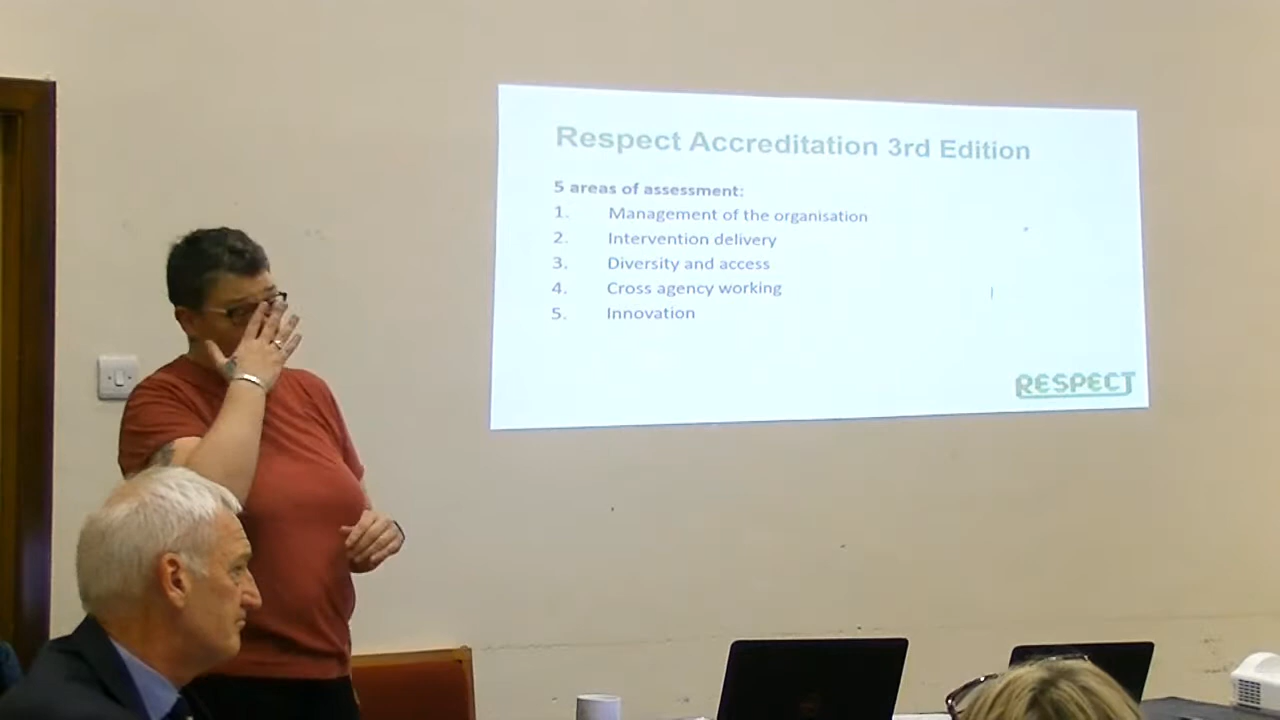 Respect Accreditation 3rd Edition
5 areas of assessment:
1. Management of the organisation
2. Intervention delivery
3. Diversity and access
4. Cross agency working
5. Innovation
RESPECT